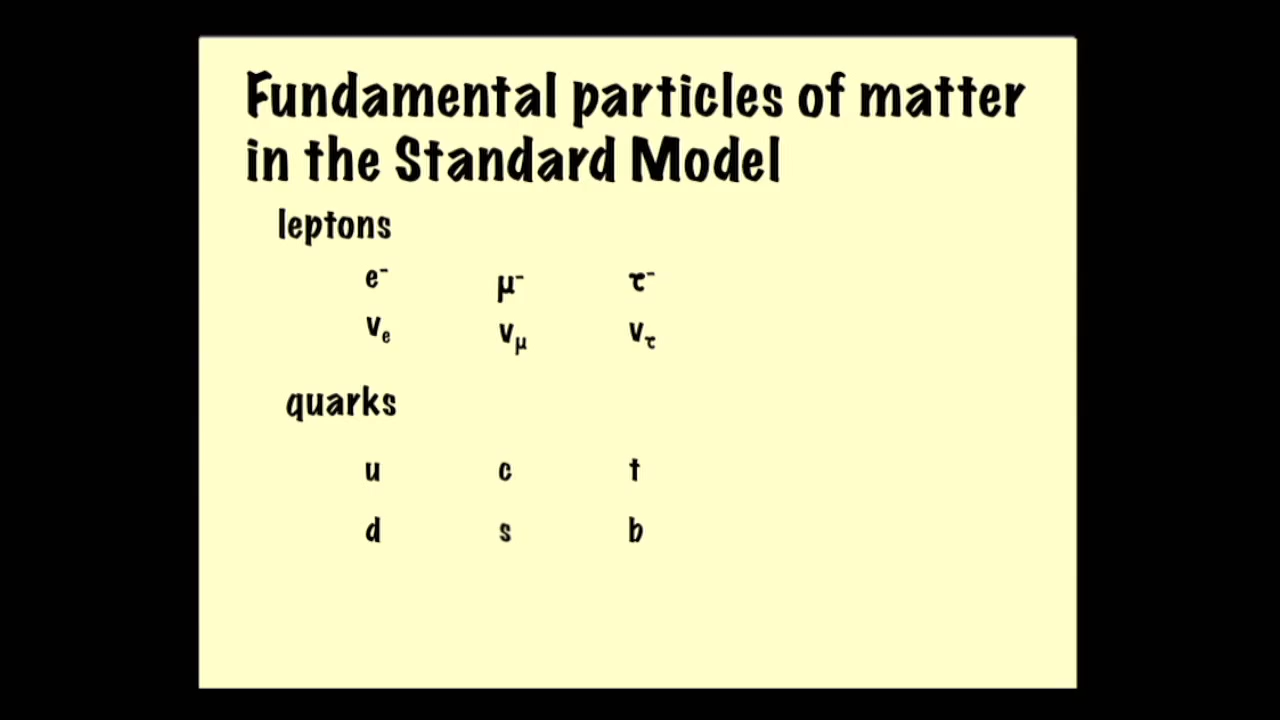 Fundamental particles of matter
in the Standard Model
leptons
e⁻ μ⁻ τ⁻
νₑ ν_μ ν_τ
quarks
u c t
d s b